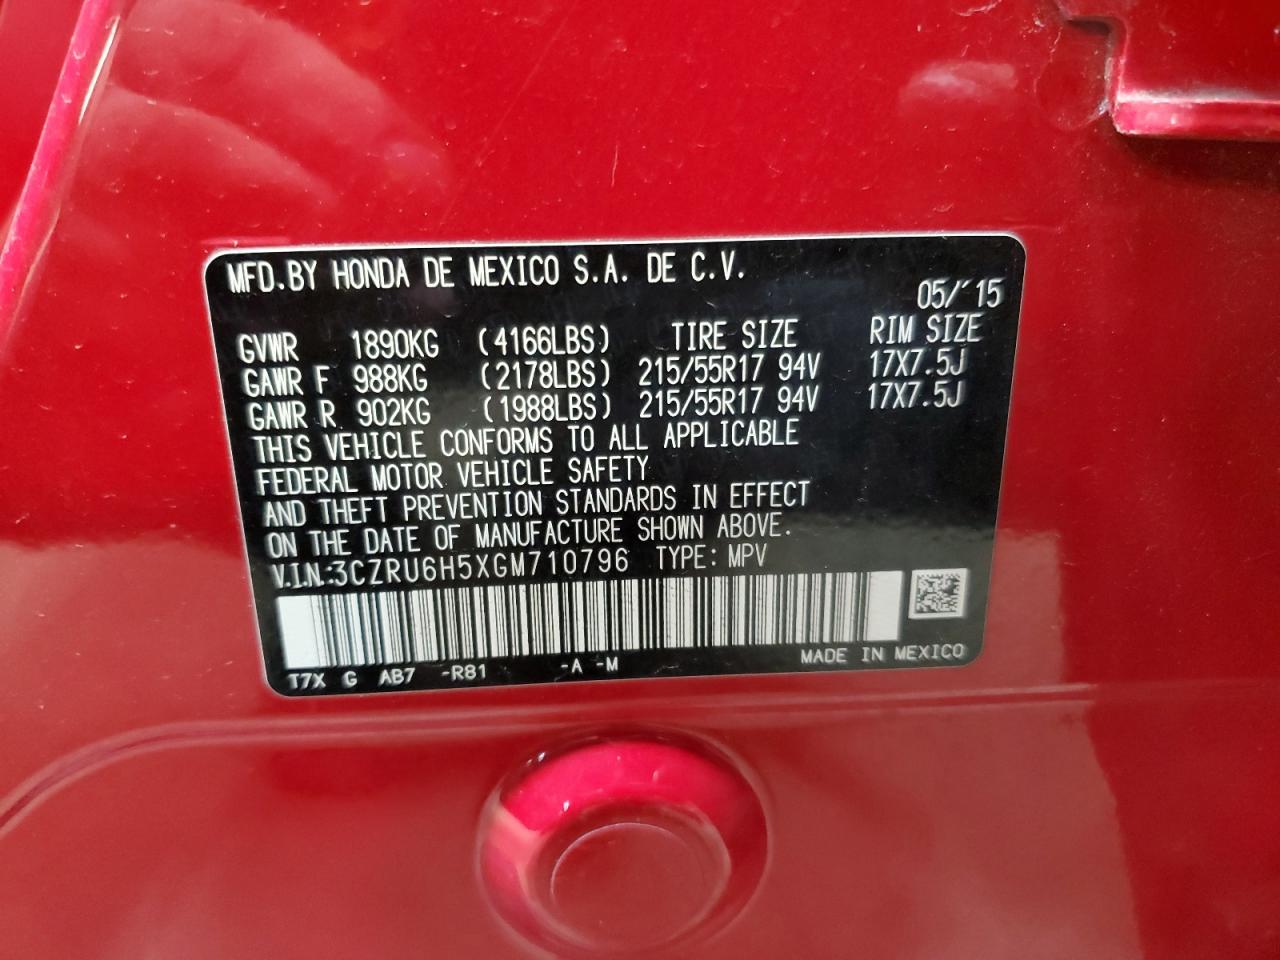 MFD.BY HONDA DE MEXICO S.A. DE C.V.
05/´15
GVWR 1890KG (4166LBS) TIRE SIZE RIM SIZE
GAWR F 988KG (2178LBS) 215/55R17 94V 17X7.5J
GAWR R 902KG (1988LBS) 215/55R17 94V 17X7.5J
THIS VEHICLE CONFORMS TO ALL APPLICABLE
FEDERAL MOTOR VEHICLE SAFETY
AND THEFT PREVENTION STANDARDS IN EFFECT
ON THE DATE OF MANUFACTURE SHOWN ABOVE.
V.I.N.:3CZRU6H5XGM710796 TYPE: MPV
T7X G AB7 -R81 -A -M MADE IN MEXICO